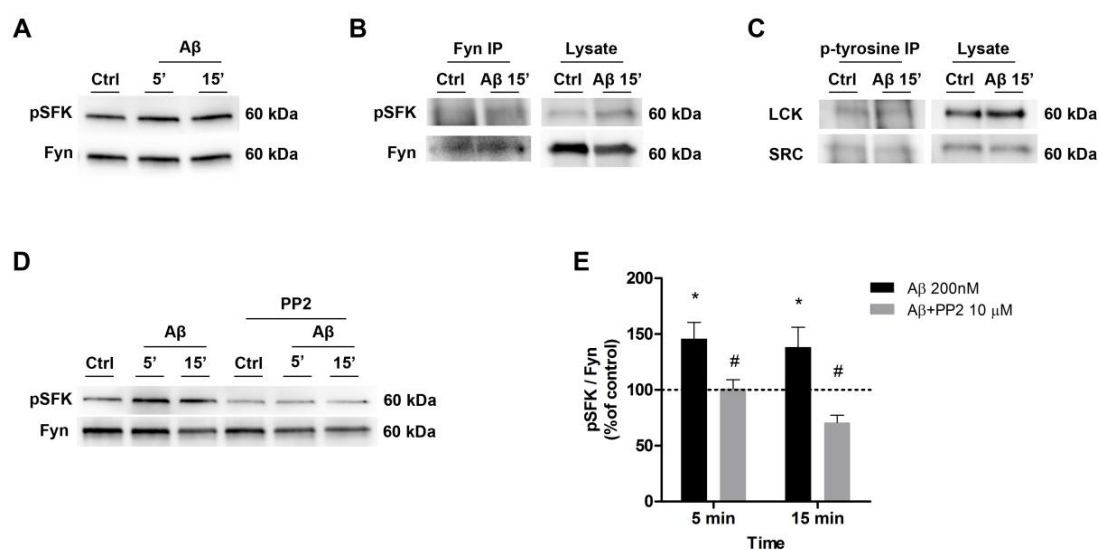 A
Aβ
Ctrl 5’ 15’
pSFK 60 kDa
Fyn 60 kDa
B
Fyn IP Lysate
Ctrl Aβ 15’ Ctrl Aβ 15’
pSFK 60 kDa
Fyn 60 kDa
C
p-tyrosine IP Lysate
Ctrl Aβ 15’ Ctrl Aβ 15’
LCK 60 kDa
SRC 60 kDa
D
PP2
Aβ Aβ
Ctrl 5’ 15’ Ctrl 5’ 15’
pSFK 60 kDa
Fyn 60 kDa
E
Aβ 200nM
Aβ+PP2 10 μM
pSFK / Fyn
(%of control)
200
150
100
50
0
* # * #
5 min 15 min
Time